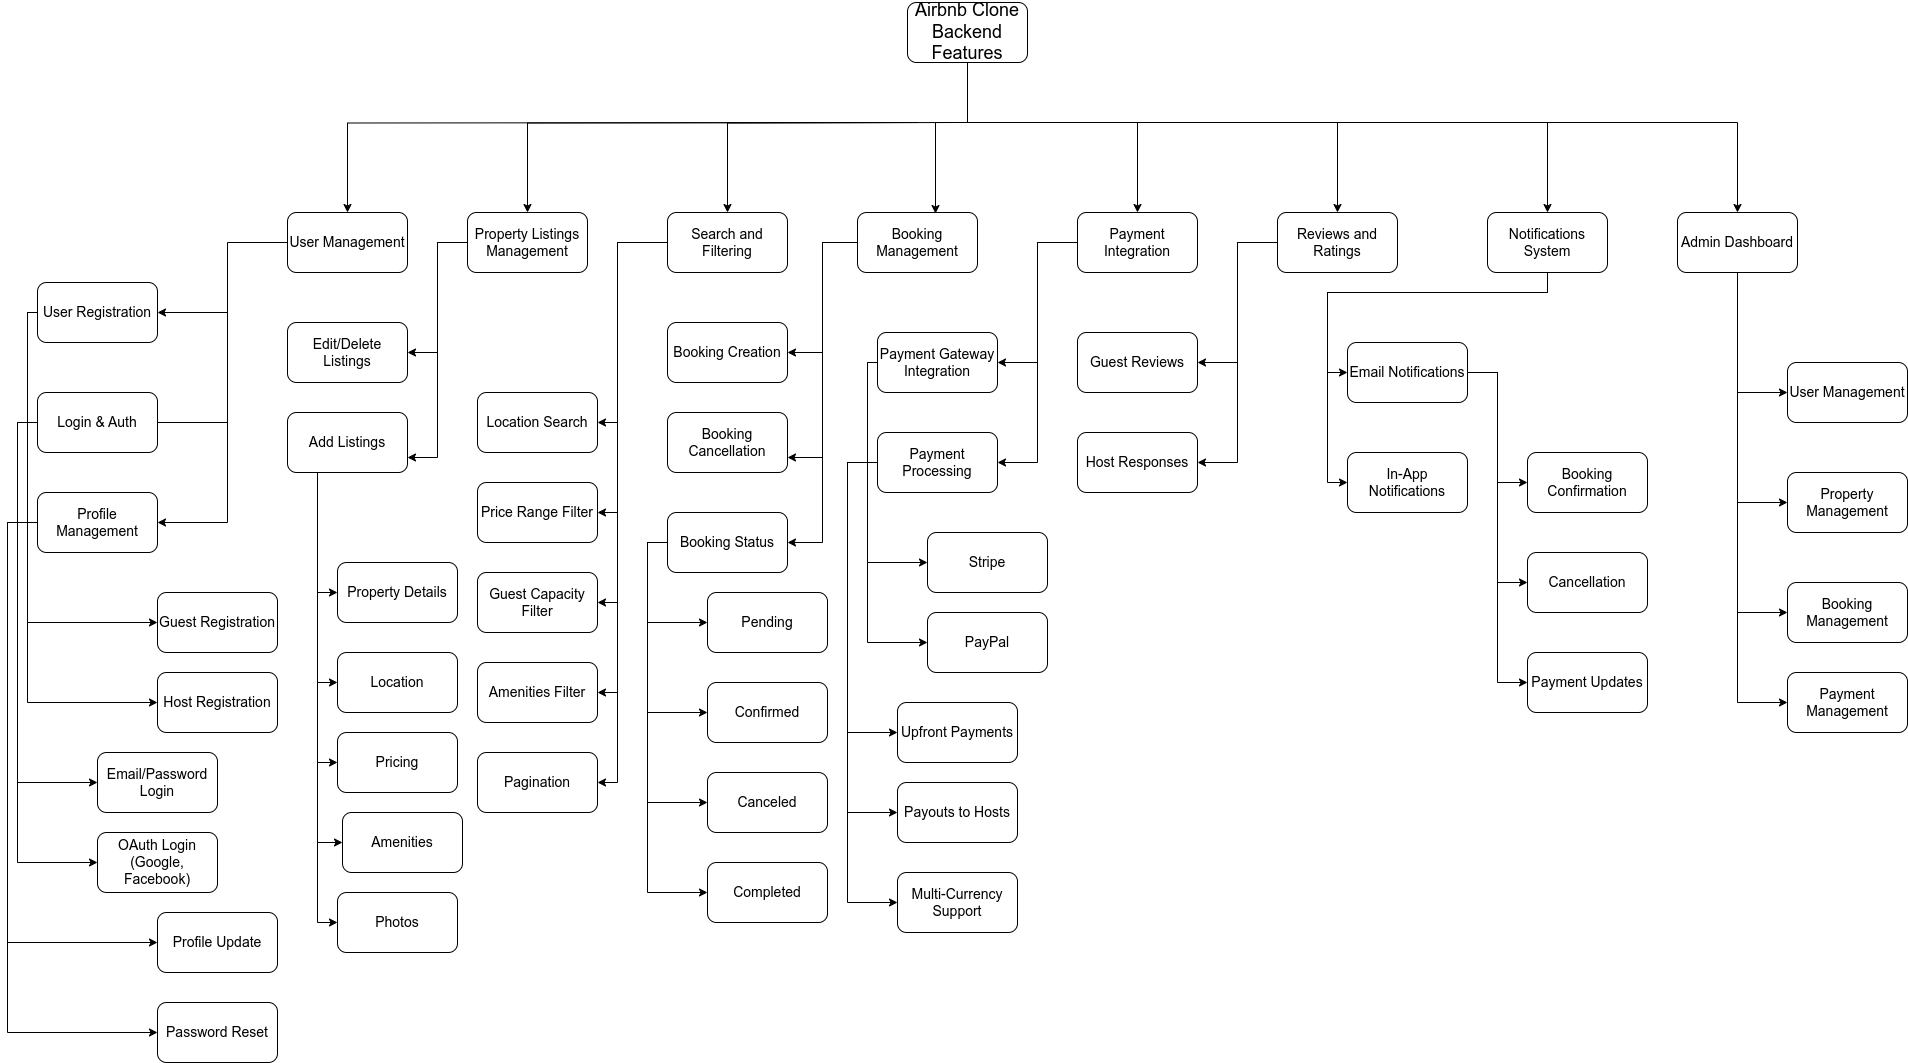 Airbnb Clone
Backend
Features
User Management
Property Listings
Management
Search and
Filtering
Booking
Management
Payment
Integration
Reviews and
Ratings
Notifications
System
Admin Dashboard
User Registration
Login & Auth
Profile
Management
Guest Registration
Host Registration
Email/Password
Login
OAuth Login
(Google,
Facebook)
Profile Update
Password Reset
Edit/Delete
Listings
Add Listings
Property Details
Location
Pricing
Amenities
Photos
Location Search
Price Range Filter
Guest Capacity
Filter
Amenities Filter
Pagination
Booking Creation
Booking
Cancellation
Booking Status
Pending
Confirmed
Canceled
Completed
Payment Gateway
Integration
Payment
Processing
Stripe
PayPal
Upfront Payments
Payouts to Hosts
Multi-Currency
Support
Guest Reviews
Host Responses
Email Notifications
In-App
Notifications
Booking
Confirmation
Cancellation
Payment Updates
User Management
Property
Management
Booking
Management
Payment
Management